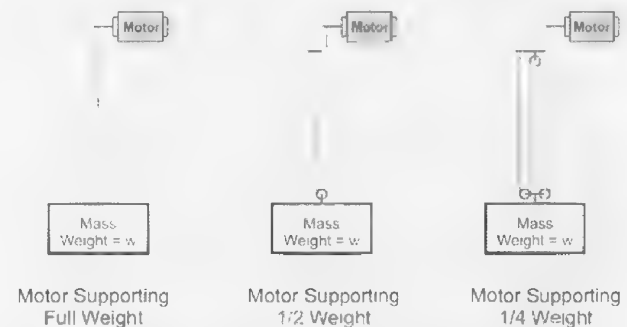 Motor
Motor
Motor
Mass
Weight = w
Mass
Weight = w
Mass
Weight = w
Motor Supporting
Full Weight
Motor Supporting
1/2 Weight
Motor Supporting
1/4 Weight